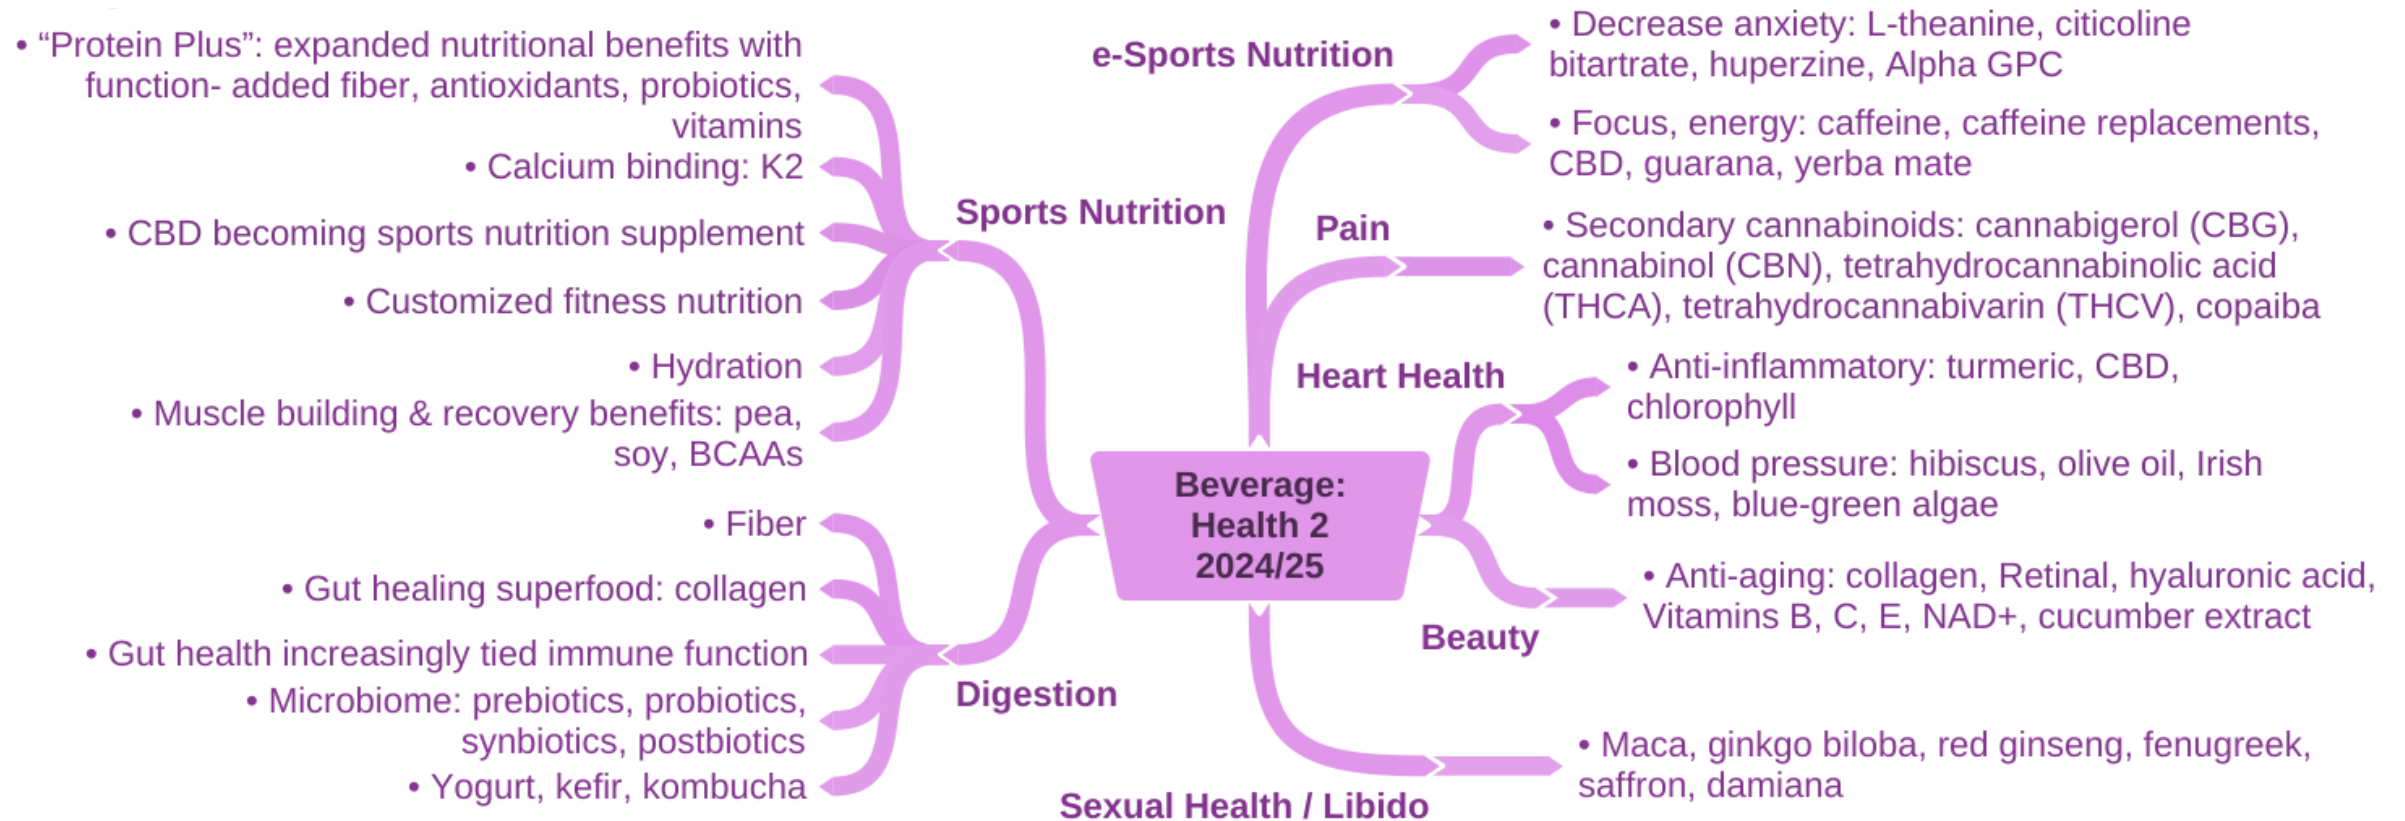 • “Protein Plus”: expanded nutritional benefits with
function- added fiber, antioxidants, probiotics,
vitamins
• Calcium binding: K2
• CBD becoming sports nutrition supplement
• Customized fitness nutrition
• Hydration
• Muscle building & recovery benefits: pea,
soy, BCAAs
Sports Nutrition
• Fiber
• Gut healing superfood: collagen
• Gut health increasingly tied immune function
• Microbiome: prebiotics, probiotics,
synbiotics, postbiotics
• Yogurt, kefir, kombucha
Digestion
Beverage:
Health 2
2024/25
e-Sports Nutrition
• Decrease anxiety: L-theanine, citicoline
bitartrate, huperzine, Alpha GPC
• Focus, energy: caffeine, caffeine replacements,
CBD, guarana, yerba mate
Pain
• Secondary cannabinoids: cannabigerol (CBG),
cannabinol (CBN), tetrahydrocannabinolic acid
(THCA), tetrahydrocannabivarin (THCV), copaiba
Heart Health
• Anti-inflammatory: turmeric, CBD,
chlorophyll
• Blood pressure: hibiscus, olive oil, Irish
moss, blue-green algae
Beauty
• Anti-aging: collagen, Retinal, hyaluronic acid,
Vitamins B, C, E, NAD+, cucumber extract
Sexual Health / Libido
• Maca, ginkgo biloba, red ginseng, fenugreek,
saffron, damiana